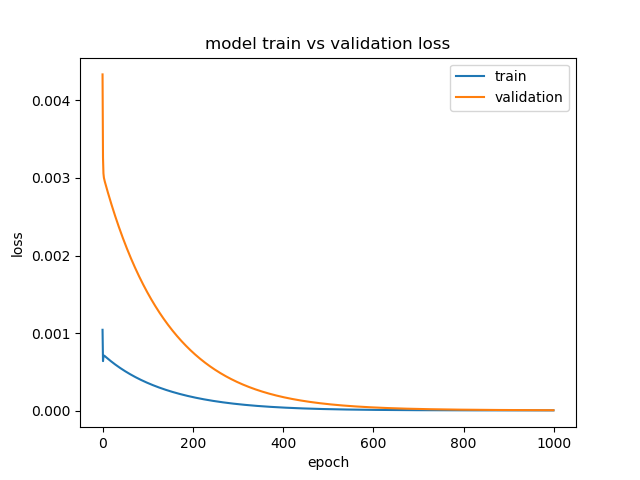 model train vs validation loss
train
validation
0.004
0.003
0.002
0.001
0.000
loss
0 200 400 600 800 1000
epoch